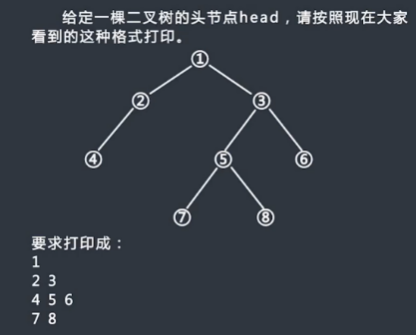 给定一棵二叉树的头节点head，请按照现在大家
看到的这种格式打印。
①
② ③
④ ⑤ ⑥
⑦ ⑧
要求打印成：
1
2 3
4 5 6
7 8